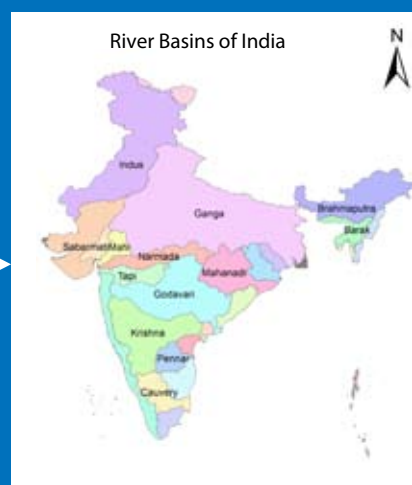 River Basins of India
N
Indus
Ganga
Brahmaputra
Barak
Sabarmati
Mahi
Narmada
Tapi
Mahanadi
Godavari
Krishna
Pennar
Cauvery